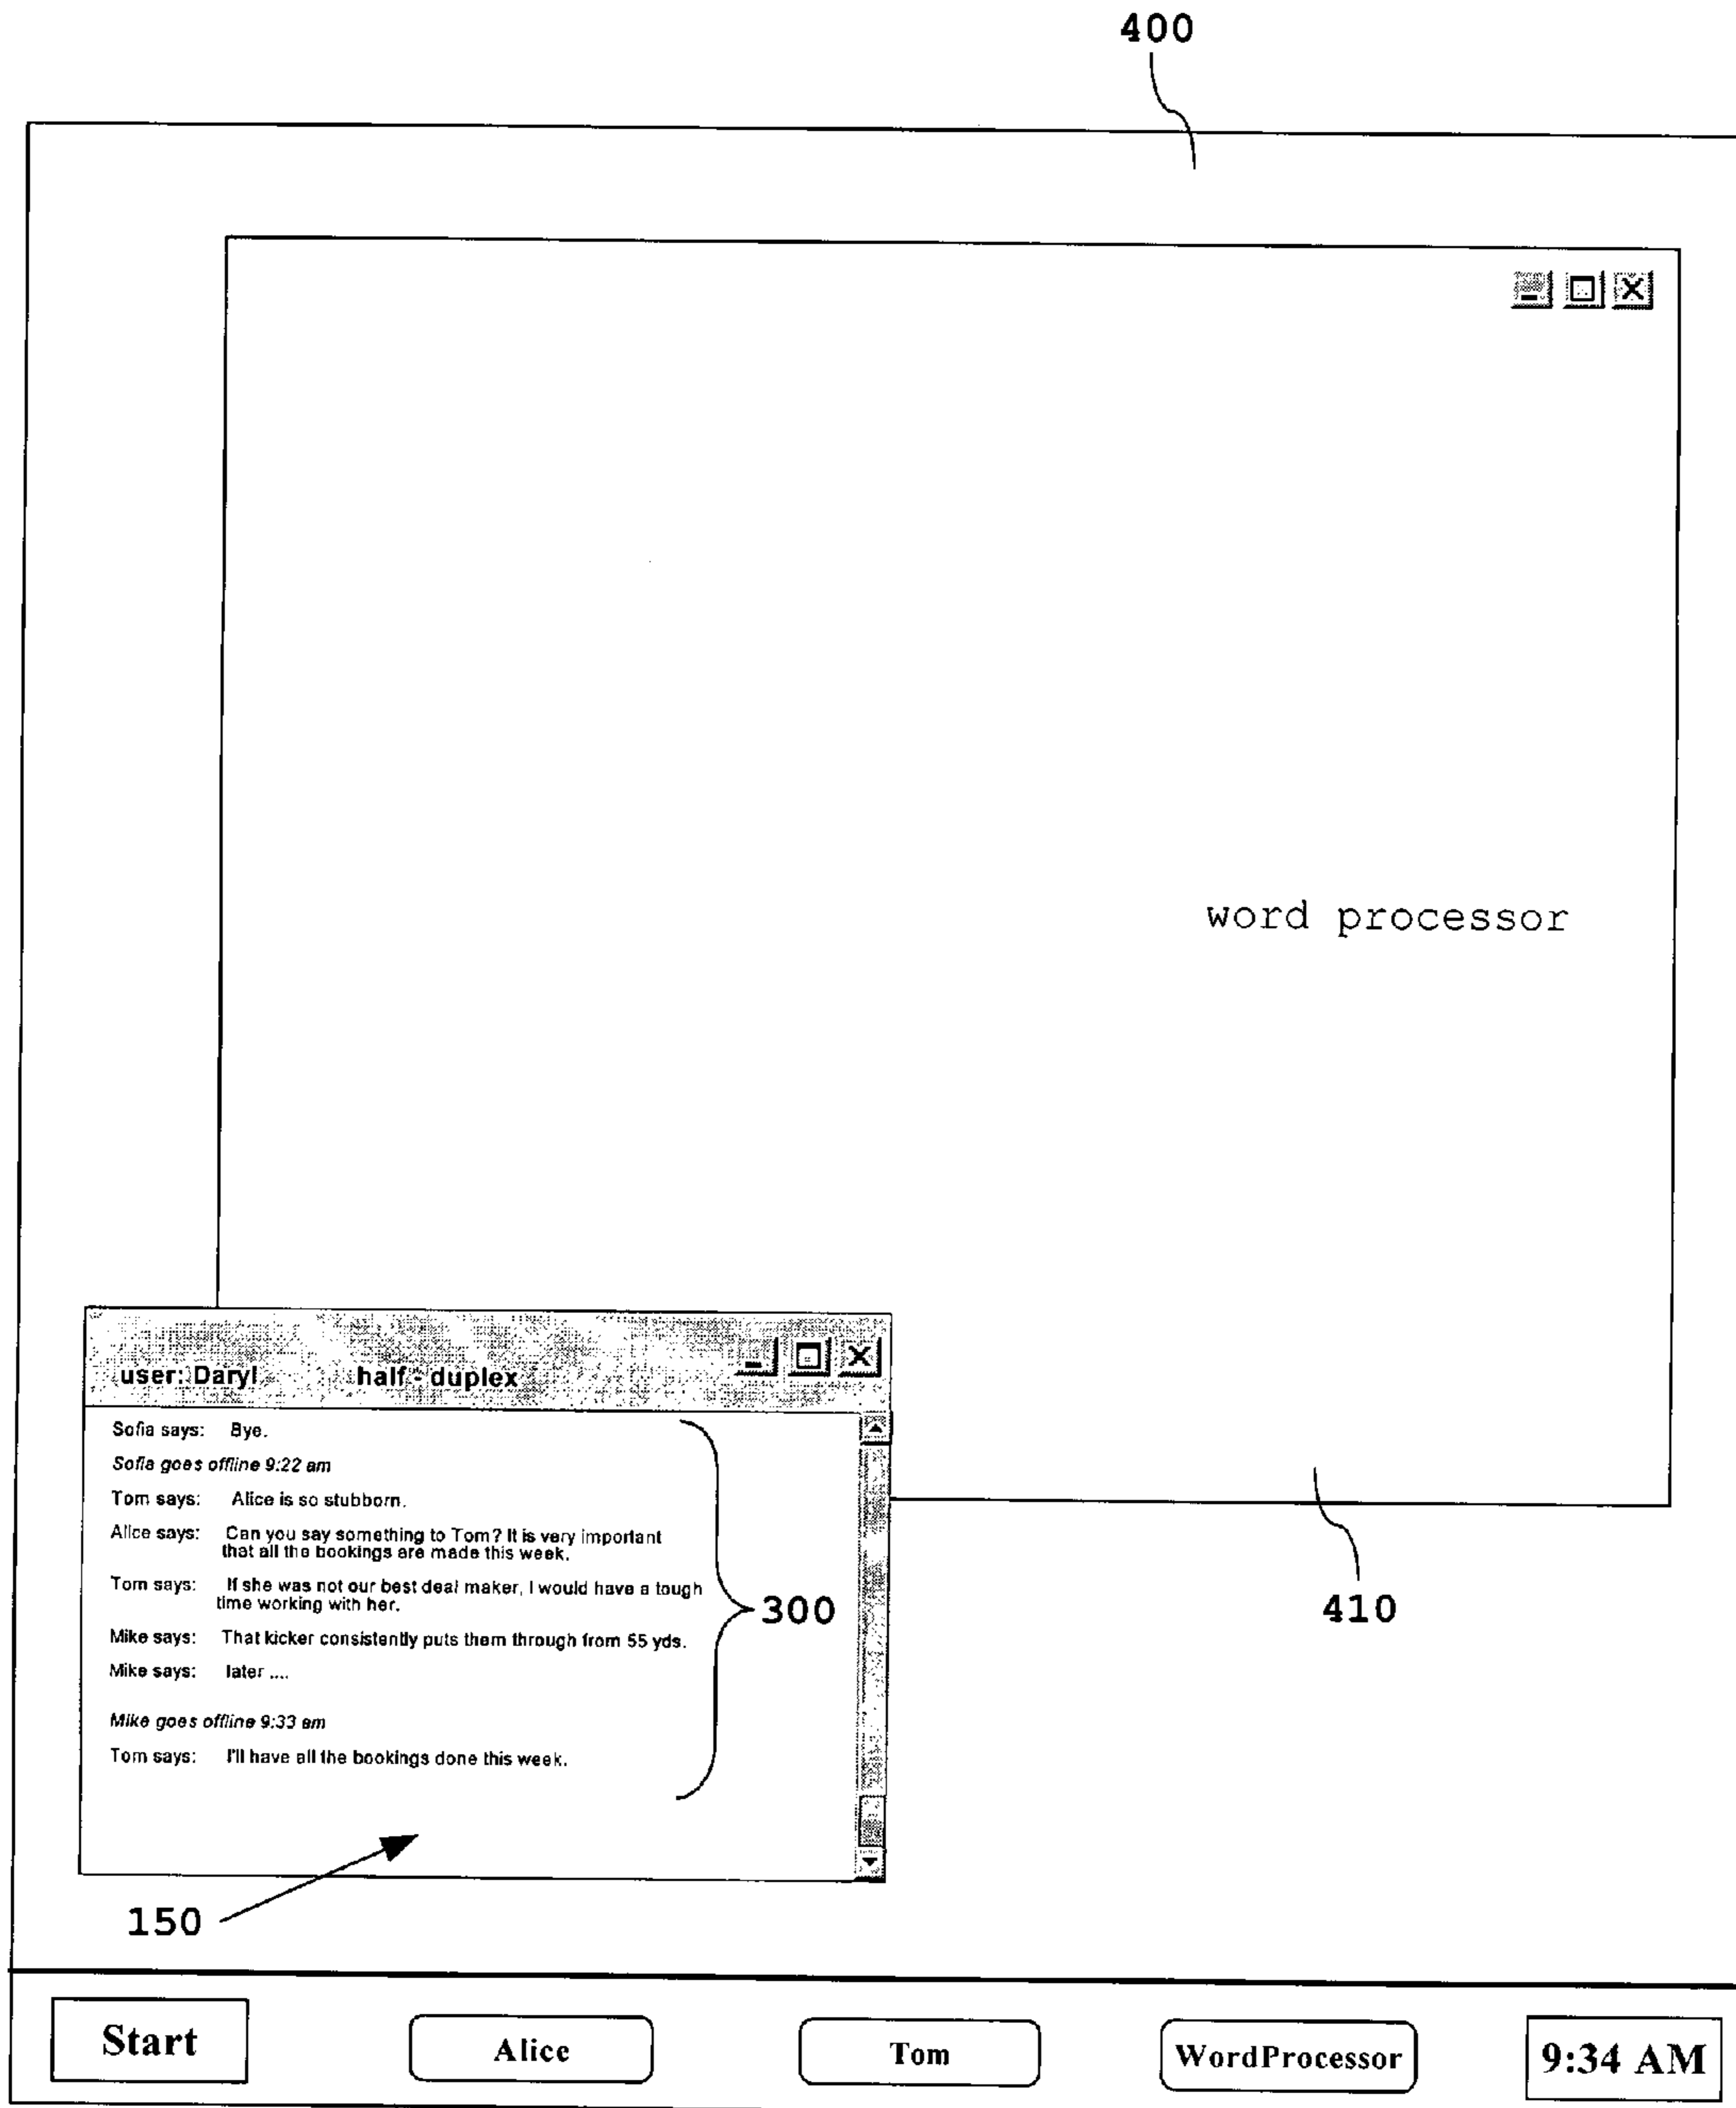 400
word processor
user: Daryl half - duplex
Sofia says: Bye.
Sofia goes offline 9:22 am
Tom says: Alice is so stubborn.
Alice says: Can you say something to Tom? It is very important
that all the bookings are made this week.
Tom says: If she was not our best deal maker, I would have a tough
time working with her.
Mike says: That kicker consistently puts them through from 55 yds.
Mike says: later ....
Mike goes offline 9:33 am
Tom says: I'll have all the bookings done this week.
300
410
150
Start Alice Tom WordProcessor 9:34 AM